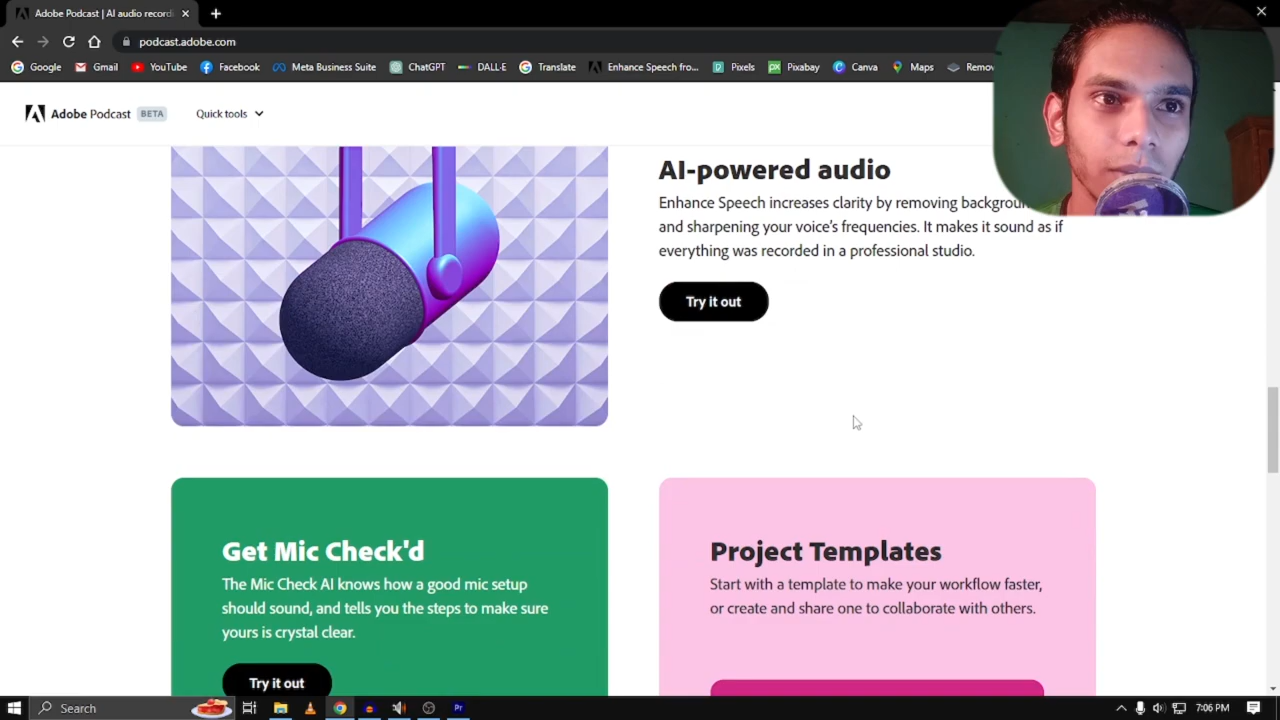 Adobe Podcast | AI audio recordi
podcast.adobe.com
Google Gmail YouTube Facebook Meta Business Suite ChatGPT DALL·E Translate Enhance Speech fro... Pixels Pixabay Canva Maps Remov
Adobe Podcast BETA Quick tools
AI-powered audio
Enhance Speech increases clarity by removing
and sharpening your voice's frequencies. It makes it sound as if
everything was recorded in a professional studio.
Try it out
Get Mic Check'd
The Mic Check AI knows how a good mic setup
should sound, and tells you the steps to make sure
yours is crystal clear.
Try it out
Project Templates
Start with a template to make your workflow faster,
or create and share one to collaborate with others.
Search
Pr
7:06 PM